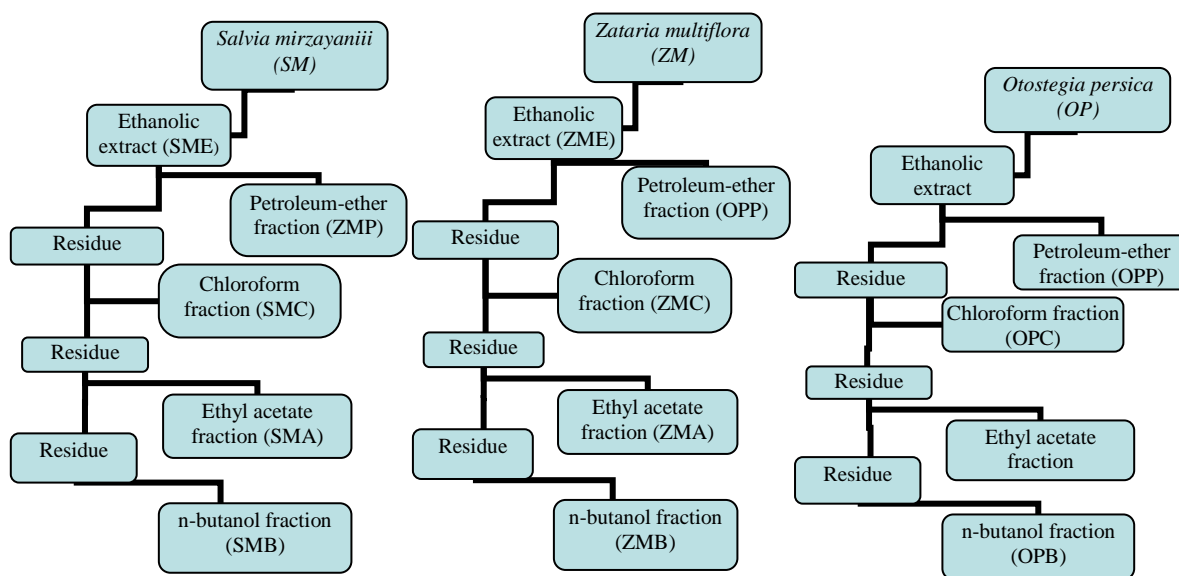 Salvia mirzayaniii
(SM)
Ethanolic
extract (SME)
Petroleum-ether
fraction (ZMP)
Residue
Chloroform
fraction (SMC)
Residue
Ethyl acetate
fraction (SMA)
Residue
n-butanol fraction
(SMB)
Zataria multiflora
(ZM)
Ethanolic
extract (ZME)
Petroleum-ether
fraction (OPP)
Residue
Chloroform
fraction (ZMC)
Residue
Ethyl acetate
fraction (ZMA)
Residue
n-butanol fraction
(ZMB)
Otostegia persica
(OP)
Ethanolic
extract
Petroleum-ether
fraction (OPP)
Residue
Chloroform fraction
(OPC)
Residue
Ethyl acetate
fraction
Residue
n-butanol fraction
(OPB)